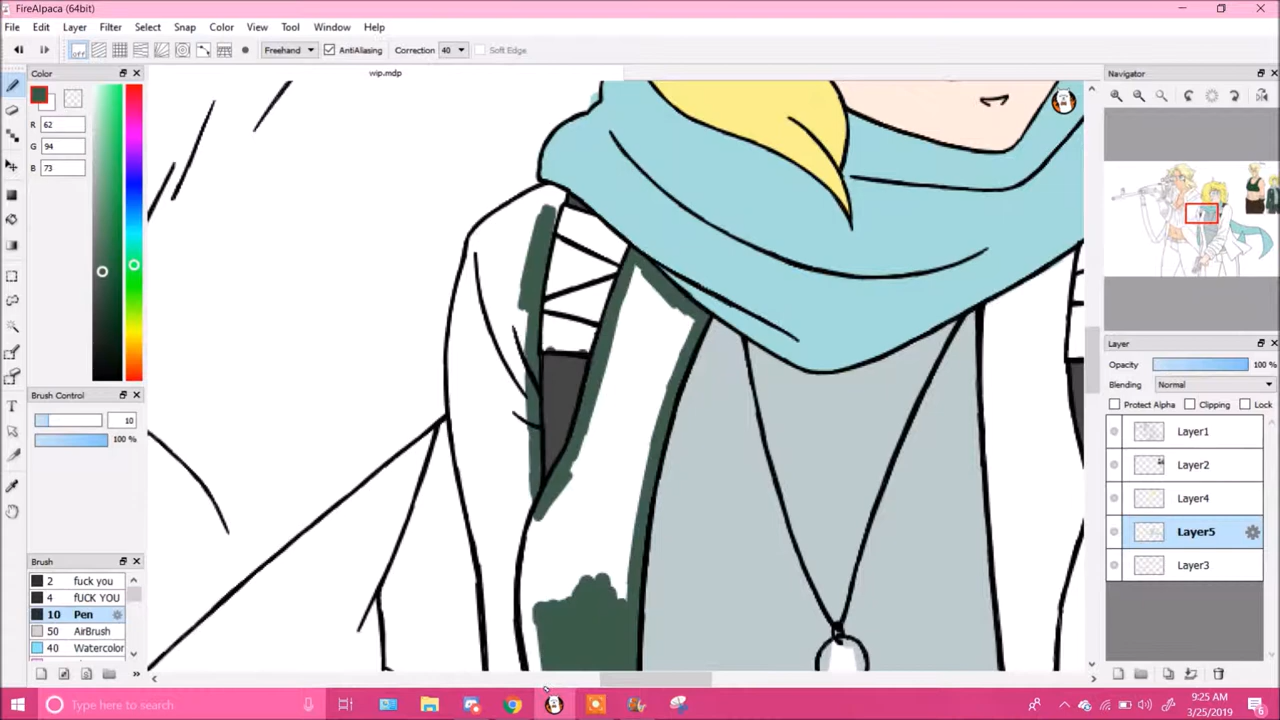 FireAlpaca (64bit)
File Edit Layer Filter Select Snap Color View Tool Window Help
off Freehand AntiAliasing Correction 40 Soft Edge
Color
wip.mdp
Navigator
R 62
G 94
B 73
Layer
Opacity 100 %
Blending Normal
Protect Alpha Clipping Lock
Brush Control
10
100 %
Layer1
Layer2
Layer4
Layer5
Layer3
Brush
2 fuck you
4 fUCK YOU
10 Pen
50 AirBrush
40 Watercolor
Type here to search
9:25 AM
3/25/2019
6